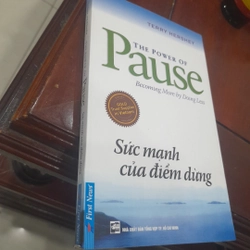 TERRY HERSHEY
THE POWER OF
Pause
Becoming More by Doing Less
Sức mạnh
của điểm dừng
First News